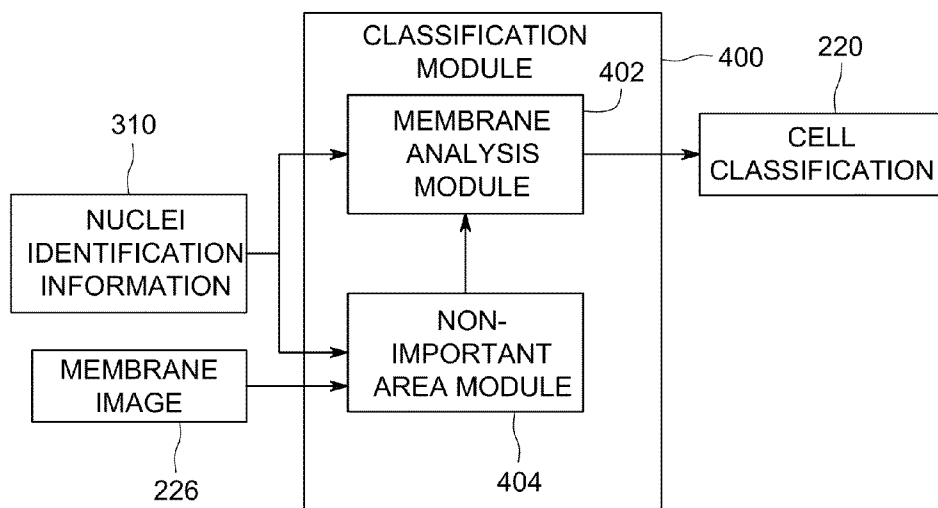 CLASSIFICATION
MODULE
400
402
MEMBRANE
ANALYSIS
MODULE
220
CELL
CLASSIFICATION
310
NUCLEI
IDENTIFICATION
INFORMATION
NON-
IMPORTANT
AREA MODULE
404
MEMBRANE
IMAGE
226